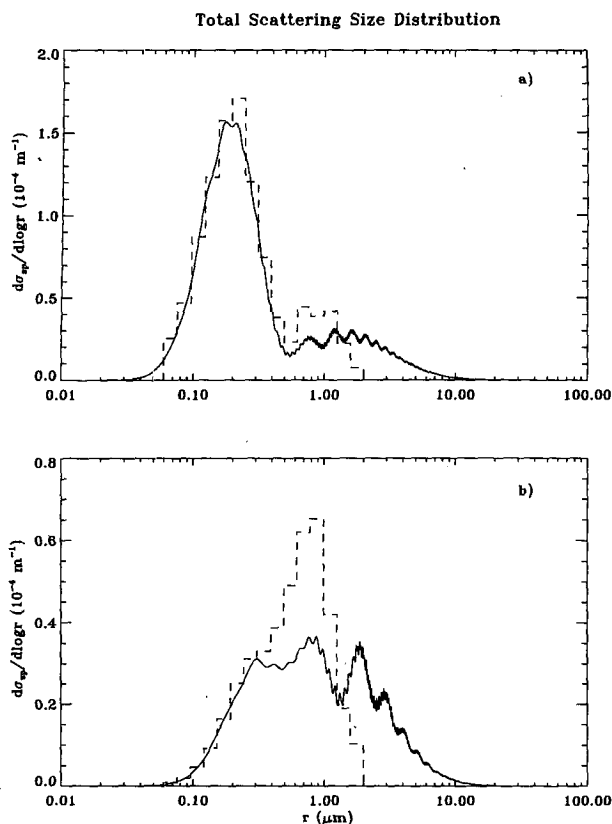 Total Scattering Size Distribution
2.0
a)
1.5
dσsp/dlogr (10⁻⁴ m⁻¹)
1.0
0.5
0.0
0.01 0.10 1.00 10.00 100.00
0.8
b)
0.6
dσsp/dlogr (10⁻⁴ m⁻¹)
0.4
0.2
0.0
0.01 0.10 1.00 10.00 100.00
r (μm)